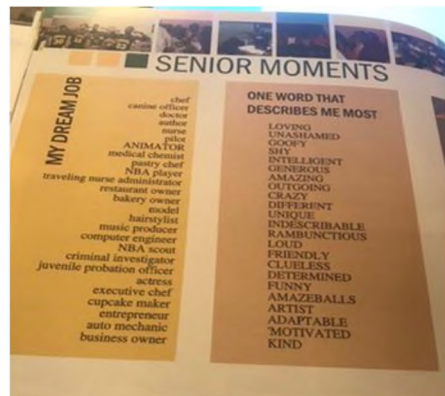 SENIOR MOMENTS
MY DREAM JOB
chef
canine officer
doctor
author
nurse
pilot
ANIMATOR
medical chemist
pastry chef
NBA player
traveling nurse administrator
restaurant owner
bakery owner
model
hairstylist
music producer
computer engineer
NBA scout
criminal investigator
juvenile probation officer
actress
executive chef
cupcake maker
entrepreneur
auto mechanic
business owner
ONE WORD THAT
DESCRIBES ME MOST
LOVING
UNASHAMED
GOOFY
SHY
INTELLIGENT
GENEROUS
AMAZING
OUTGOING
CRAZY
DIFFERENT
UNIQUE
INDESCRIBABLE
RAMBUNCTIOUS
LOUD
FRIENDLY
CLUELESS
DETERMINED
FUNNY
AMAZEBALLS
ARTIST
ADAPTABLE
'MOTIVATED
KIND